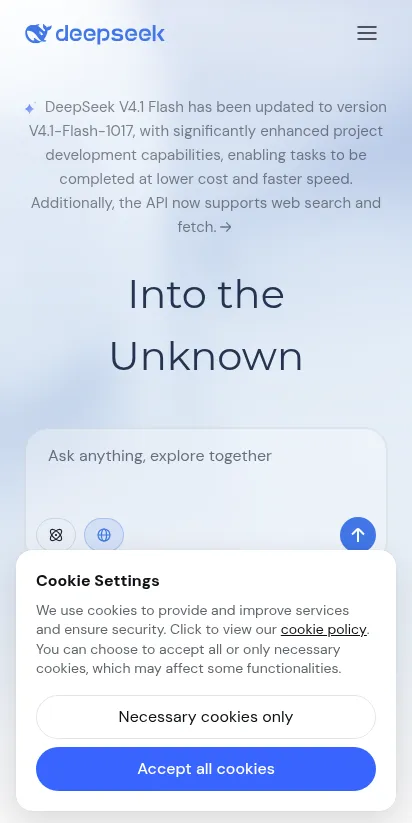 deepseek
DeepSeek V4.1 Flash has been updated to version
V4.1-Flash-1017, with significantly enhanced project
development capabilities, enabling tasks to be
completed at lower cost and faster speed.
Additionally, the API now supports web search and
fetch. →
Into the
Unknown
Ask anything, explore together
Cookie Settings
We use cookies to provide and improve services
and ensure security. Click to view our cookie policy.
You can choose to accept all or only necessary
cookies, which may affect some functionalities.
Necessary cookies only
Accept all cookies